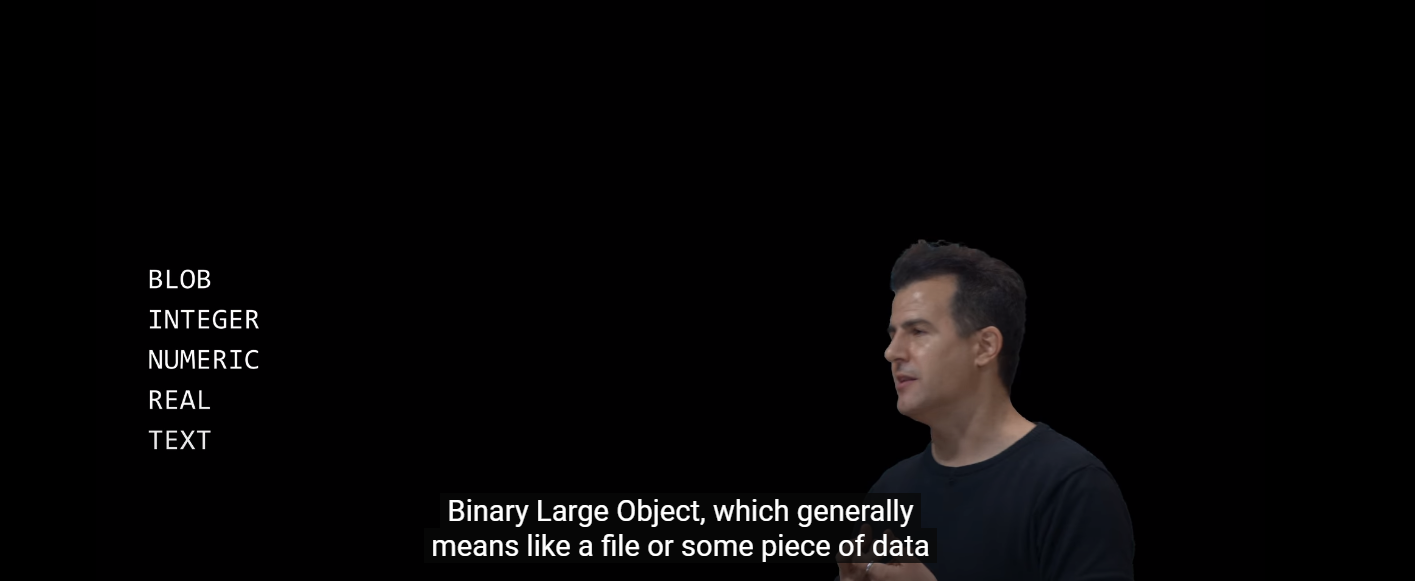 BLOB
INTEGER
NUMERIC
REAL
TEXT
Binary Large Object, which generally
means like a file or some piece of data